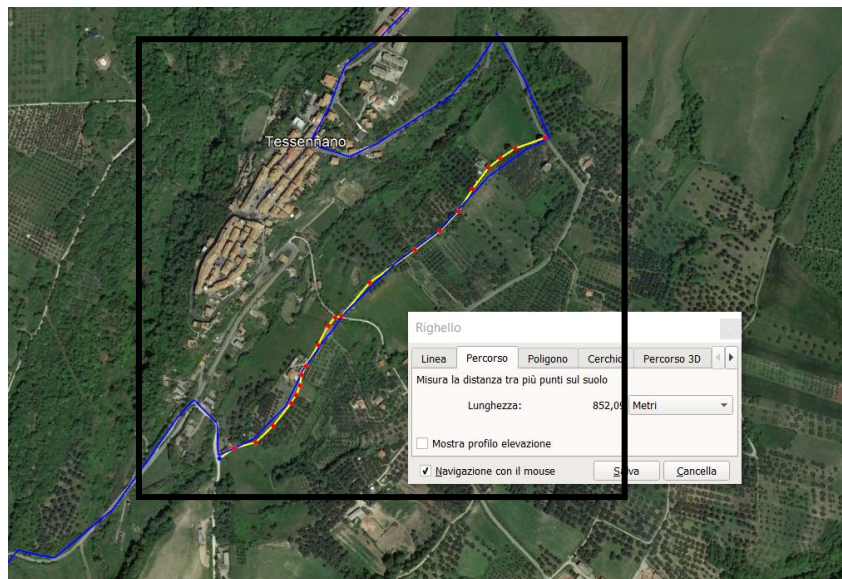 Tessennano
Righello
Linea Percorso Poligono Cerchio Percorso 3D
Misura la distanza tra più punti sul suolo
Lunghezza: 852,09 Metri
Mostra profilo elevazione
Navigazione con il mouse Salva Cancella